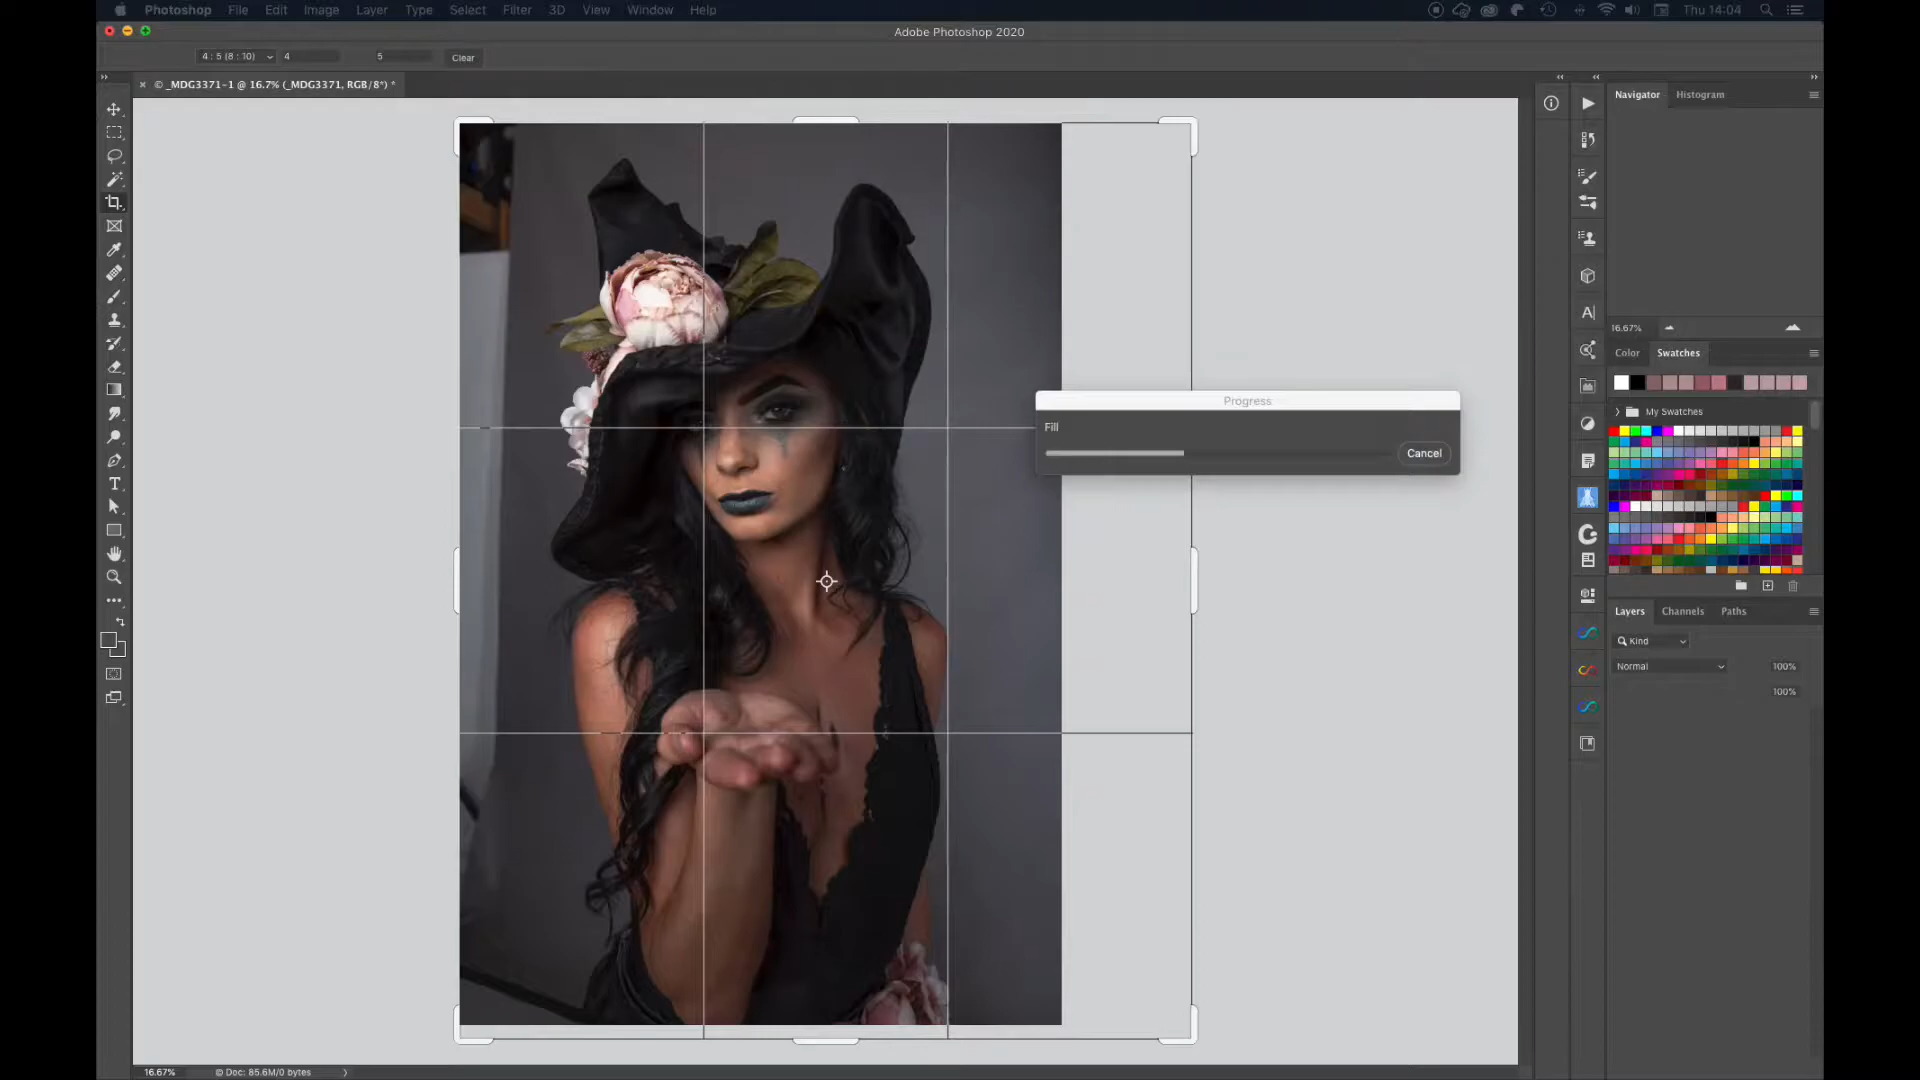 Photoshop File Edit Image Layer Type Select Filter 3D View Window Help Thu 14:04
Adobe Photoshop 2020
4 : 5 (8 : 10) 4 5 Clear
© _MDG3371-1 @ 16.7% (_MDG3371, RGB/8*) *
Navigator Histogram
16.67%
Color Swatches
Progress
My Swatches
Fill
Cancel
Layers Channels Paths
Kind
Normal 100%
100%
16.67% © Doc: 85.6M/0 bytes